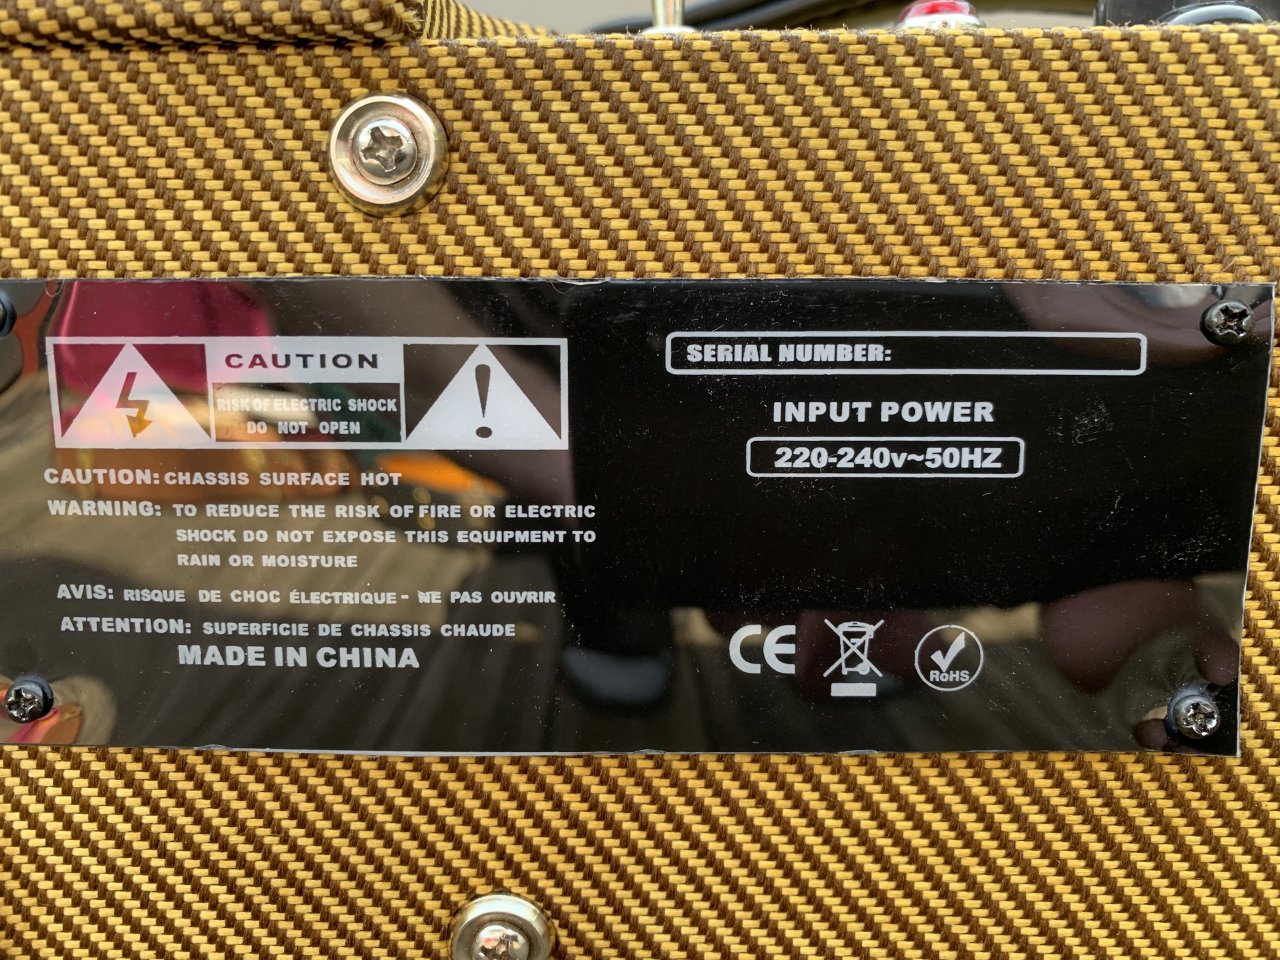 CAUTION
RISK OF ELECTRIC SHOCK
DO NOT OPEN
CAUTION: CHASSIS SURFACE HOT
WARNING: TO REDUCE THE RISK OF FIRE OR ELECTRIC
SHOCK DO NOT EXPOSE THIS EQUIPMENT TO
RAIN OR MOISTURE
AVIS: RISQUE DE CHOC ÉLECTRIQUE - NE PAS OUVRIR
ATTENTION: SUPERFICIE DE CHASSIS CHAUDE
MADE IN CHINA
SERIAL NUMBER:
INPUT POWER
220-240v~50HZ
CE
RoHS